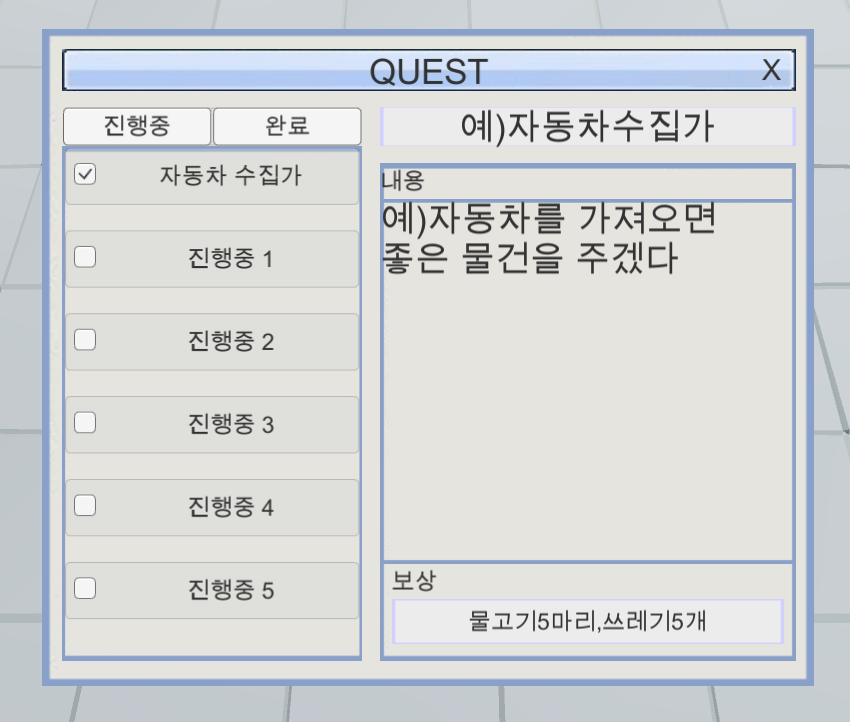 QUEST
X
진행중
완료
예)자동차수집가
자동차 수집가
진행중 1
진행중 2
진행중 3
진행중 4
진행중 5
내용
예)자동차를 가져오면
좋은 물건을 주겠다
보상
물고기5마리,쓰레기5개